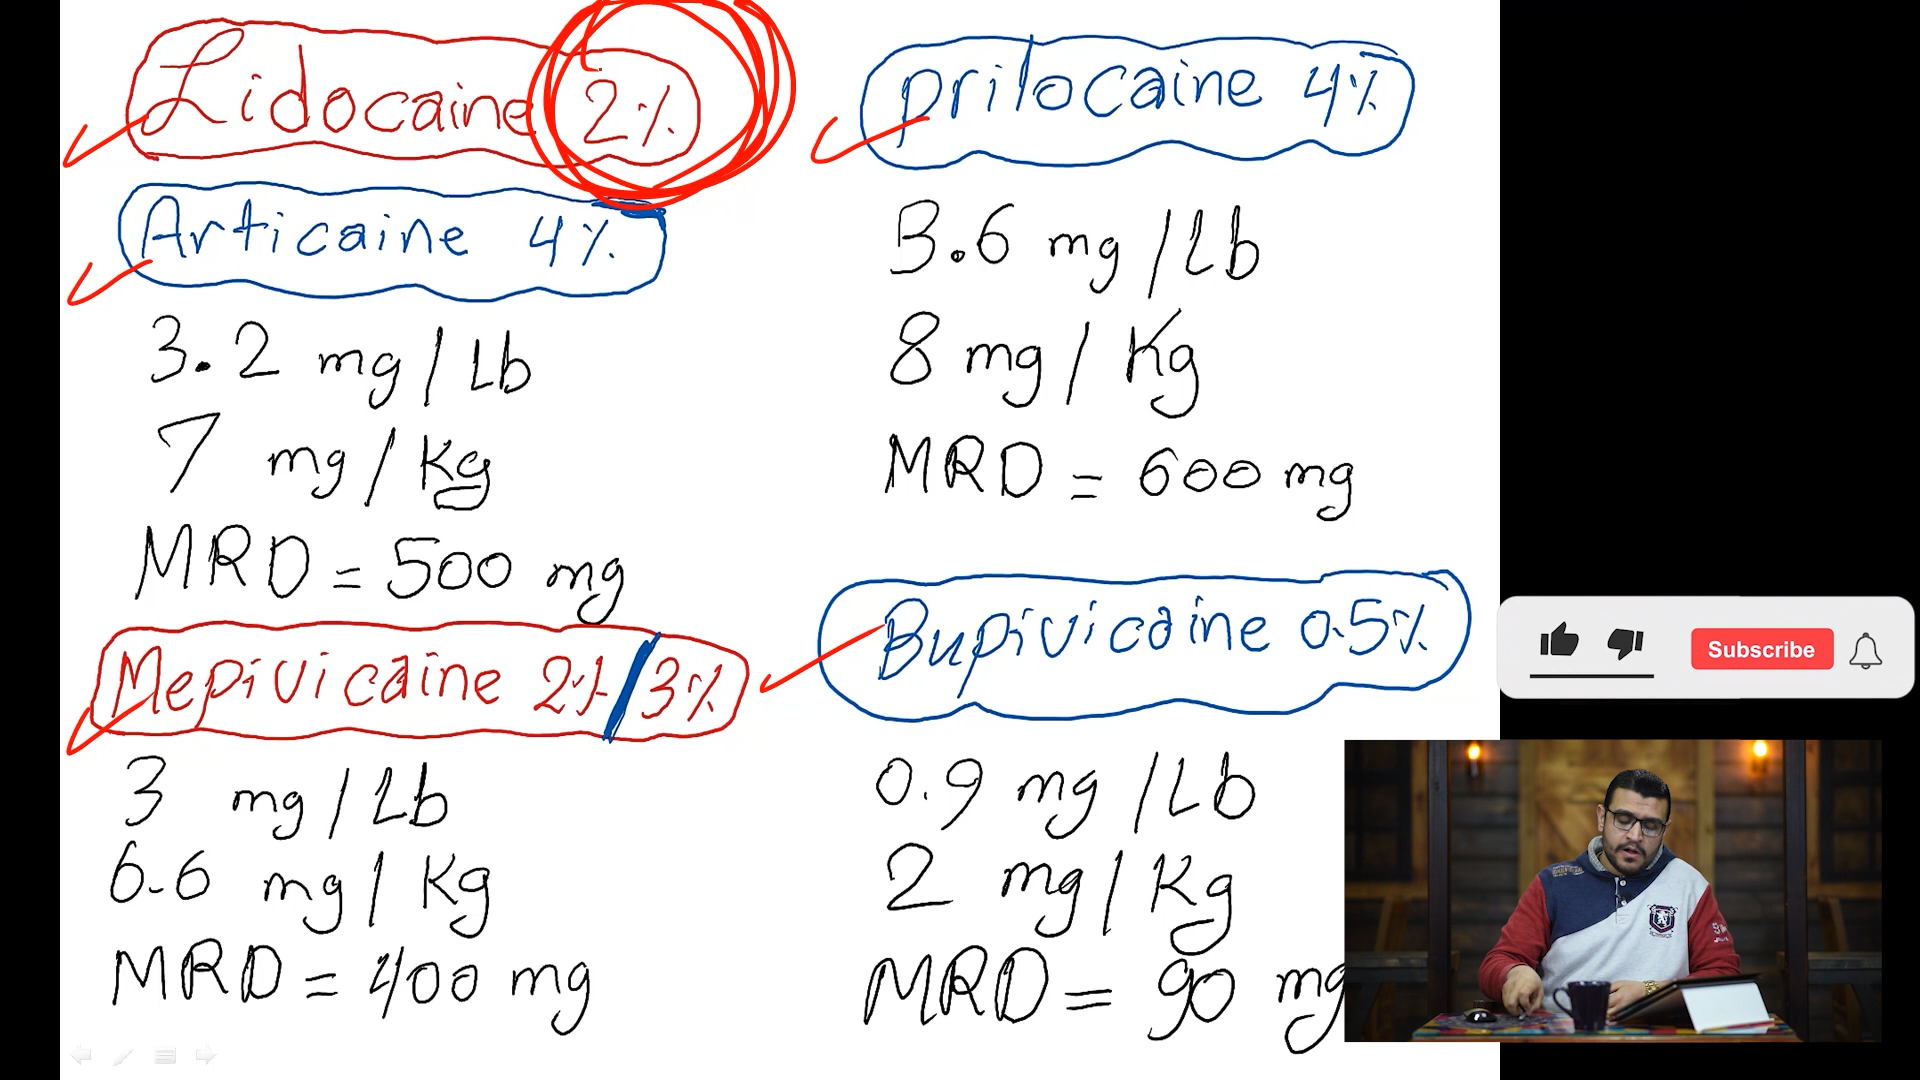 Lidocaine 2%
Articaine 4%
3.2 mg/Lb
7 mg/Kg
MRD = 500 mg
Mepivicaine 2%/3%
3 mg/Lb
6.6 mg/Kg
MRD = 400 mg
prilocaine 4%
3.6 mg/Lb
8 mg/Kg
MRD = 600 mg
Bupivicaine 0.5%
0.9 mg/Lb
2 mg/Kg
MRD = 90 mg
Subscribe